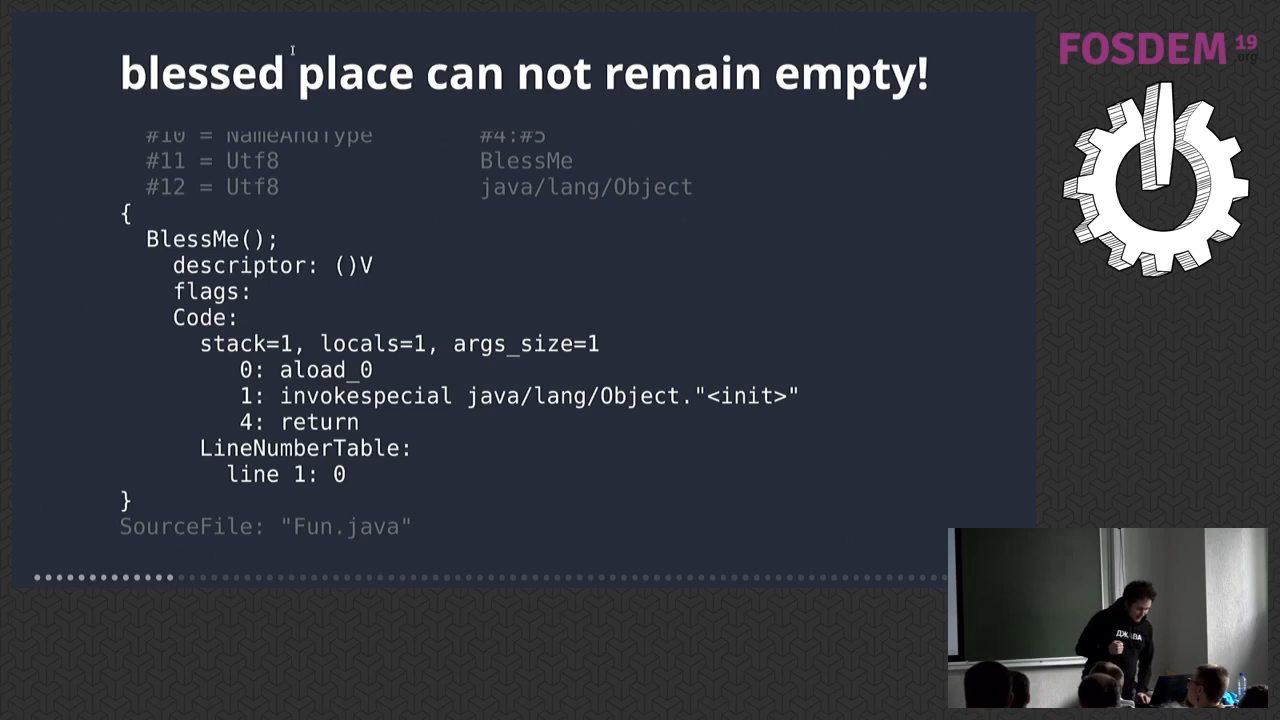 blessed place can not remain empty!
#10 = NameAndType #4:#5
#11 = Utf8 BlessMe
#12 = Utf8 java/lang/Object
{
BlessMe();
descriptor: ()V
flags:
Code:
stack=1, locals=1, args_size=1
0: aload_0
1: invokespecial java/lang/Object."<init>"
4: return
LineNumberTable:
line 1: 0
}
SourceFile: "Fun.java"
FOSDEM 19
.org
ДЖАВА